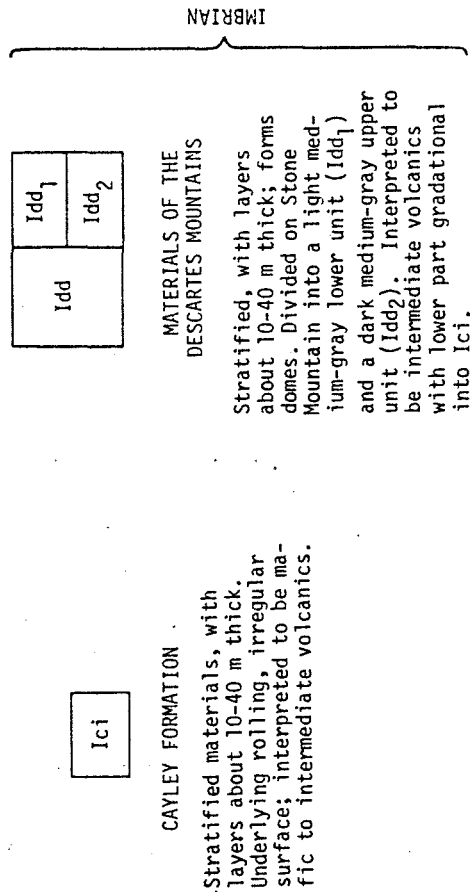 Ici
CAYLEY FORMATION
Stratified materials, with
layers about 10-40 m thick.
Underlying rolling, irregular
surface; interpreted to be ma-
fic to intermediate volcanics.
Idd
Idd1
Idd2
MATERIALS OF THE
DESCARTES MOUNTAINS
Stratified, with layers
about 10-40 m thick; forms
domes. Divided on Stone
Mountain into a light med-
ium-gray lower unit (Idd1)
and a dark medium-gray upper
unit (Idd2). Interpreted to
be intermediate volcanics
with lower part gradational
into Ici.
IMBRIAN